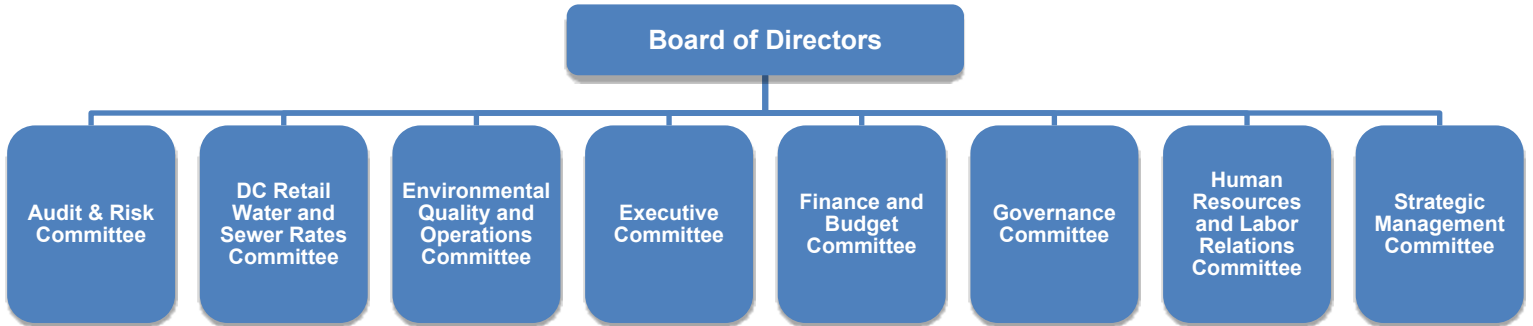 Board of Directors
Audit & Risk
Committee
DC Retail
Water and
Sewer Rates
Committee
Environmental
Quality and
Operations
Committee
Executive
Committee
Finance and
Budget
Committee
Governance
Committee
Human
Resources
and Labor
Relations
Committee
Strategic
Management
Committee